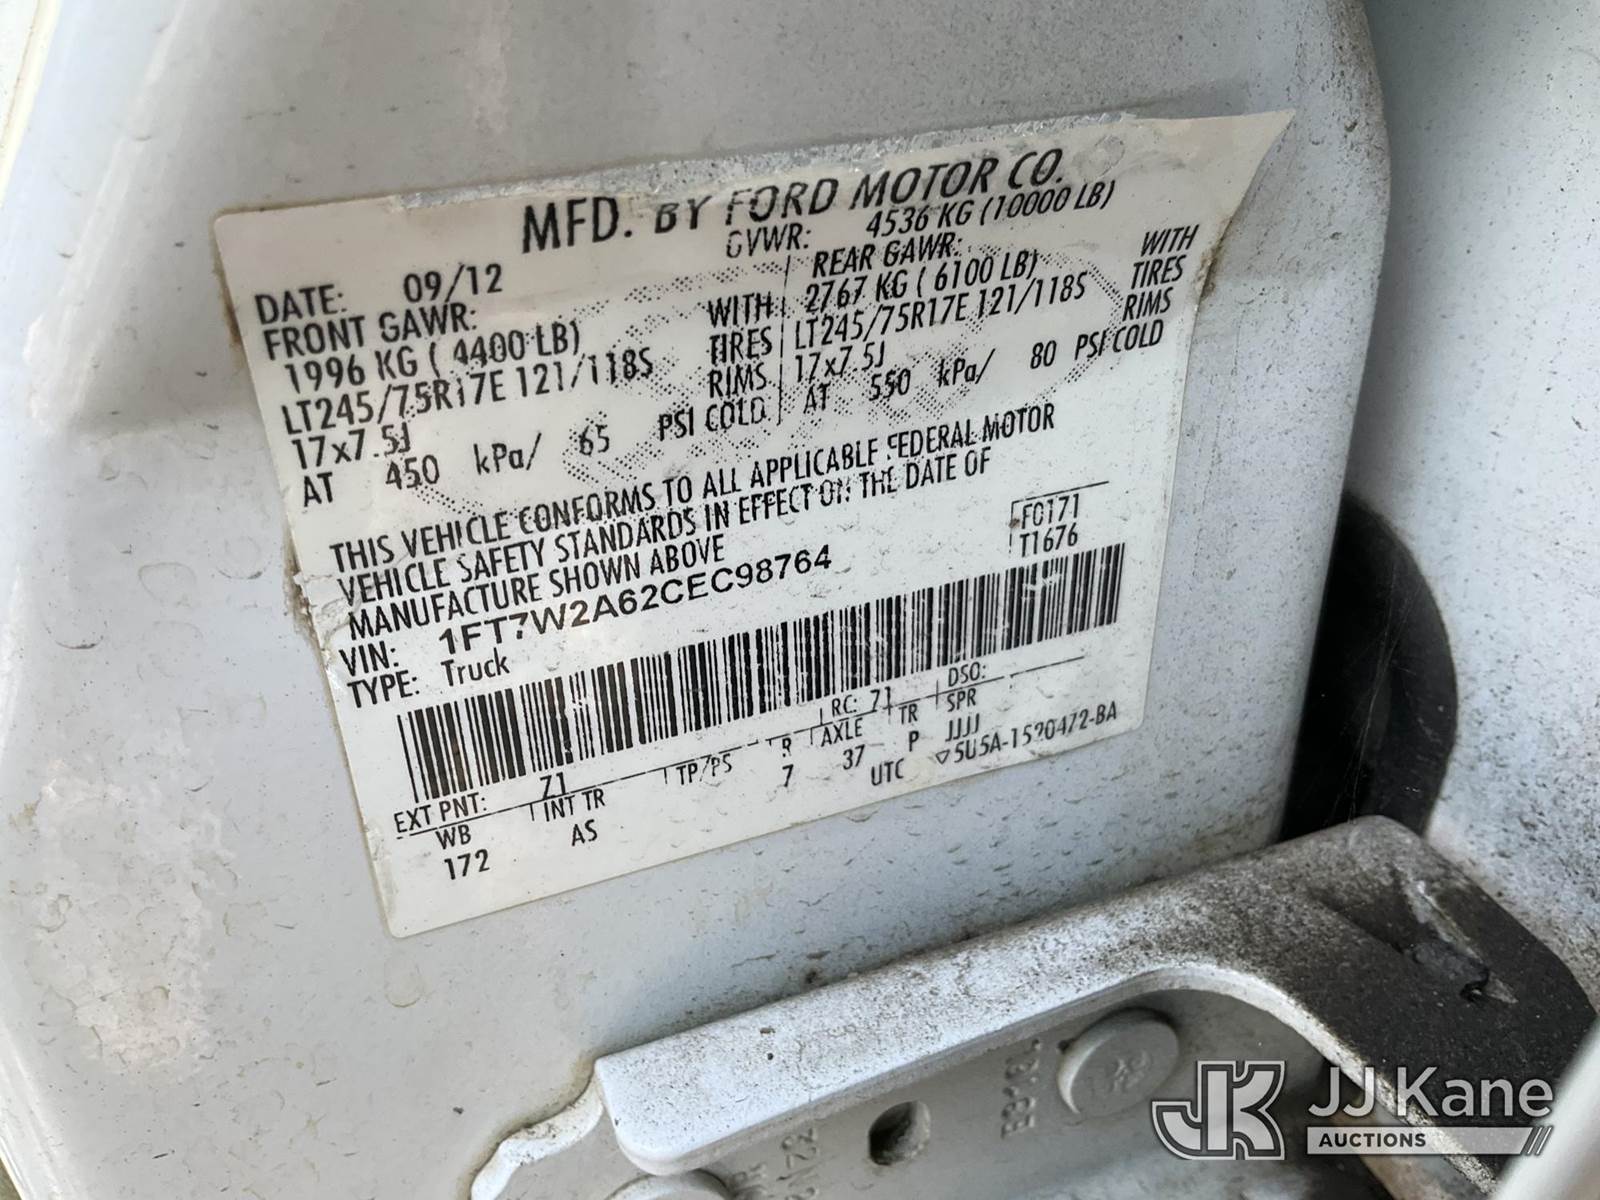 MFD. BY FORD MOTOR CO.
DATE: 09/12 GVWR: 4536 KG (10000 LB)
FRONT GAWR: REAR GAWR:
1996 KG ( 4400 LB) WITH 2767 KG ( 6100 LB) WITH
LT245/75R17E 121/118S TIRES LT245/75R17E 121/118S TIRES
17x7.5J RIMS 17x7.5J RIMS
AT 450 kPa/ 65 PSI COLD AT 550 kPa/ 80 PSI COLD
THIS VEHICLE CONFORMS TO ALL APPLICABLE FEDERAL MOTOR
VEHICLE SAFETY STANDARDS IN EFFECT ON THE DATE OF
MANUFACTURE SHOWN ABOVE
F0171
VIN: 1FT7W2A62CEC98764 T1676
TYPE: Truck
EXT PNT: Z1 RC: 71 DSO:
WB INT TR TP/PS R AXLE TR SPR
172 AS 7 37 P JJJJ
UTC ▽5U5A-1520472-BA
JK JJ Kane
AUCTIONS